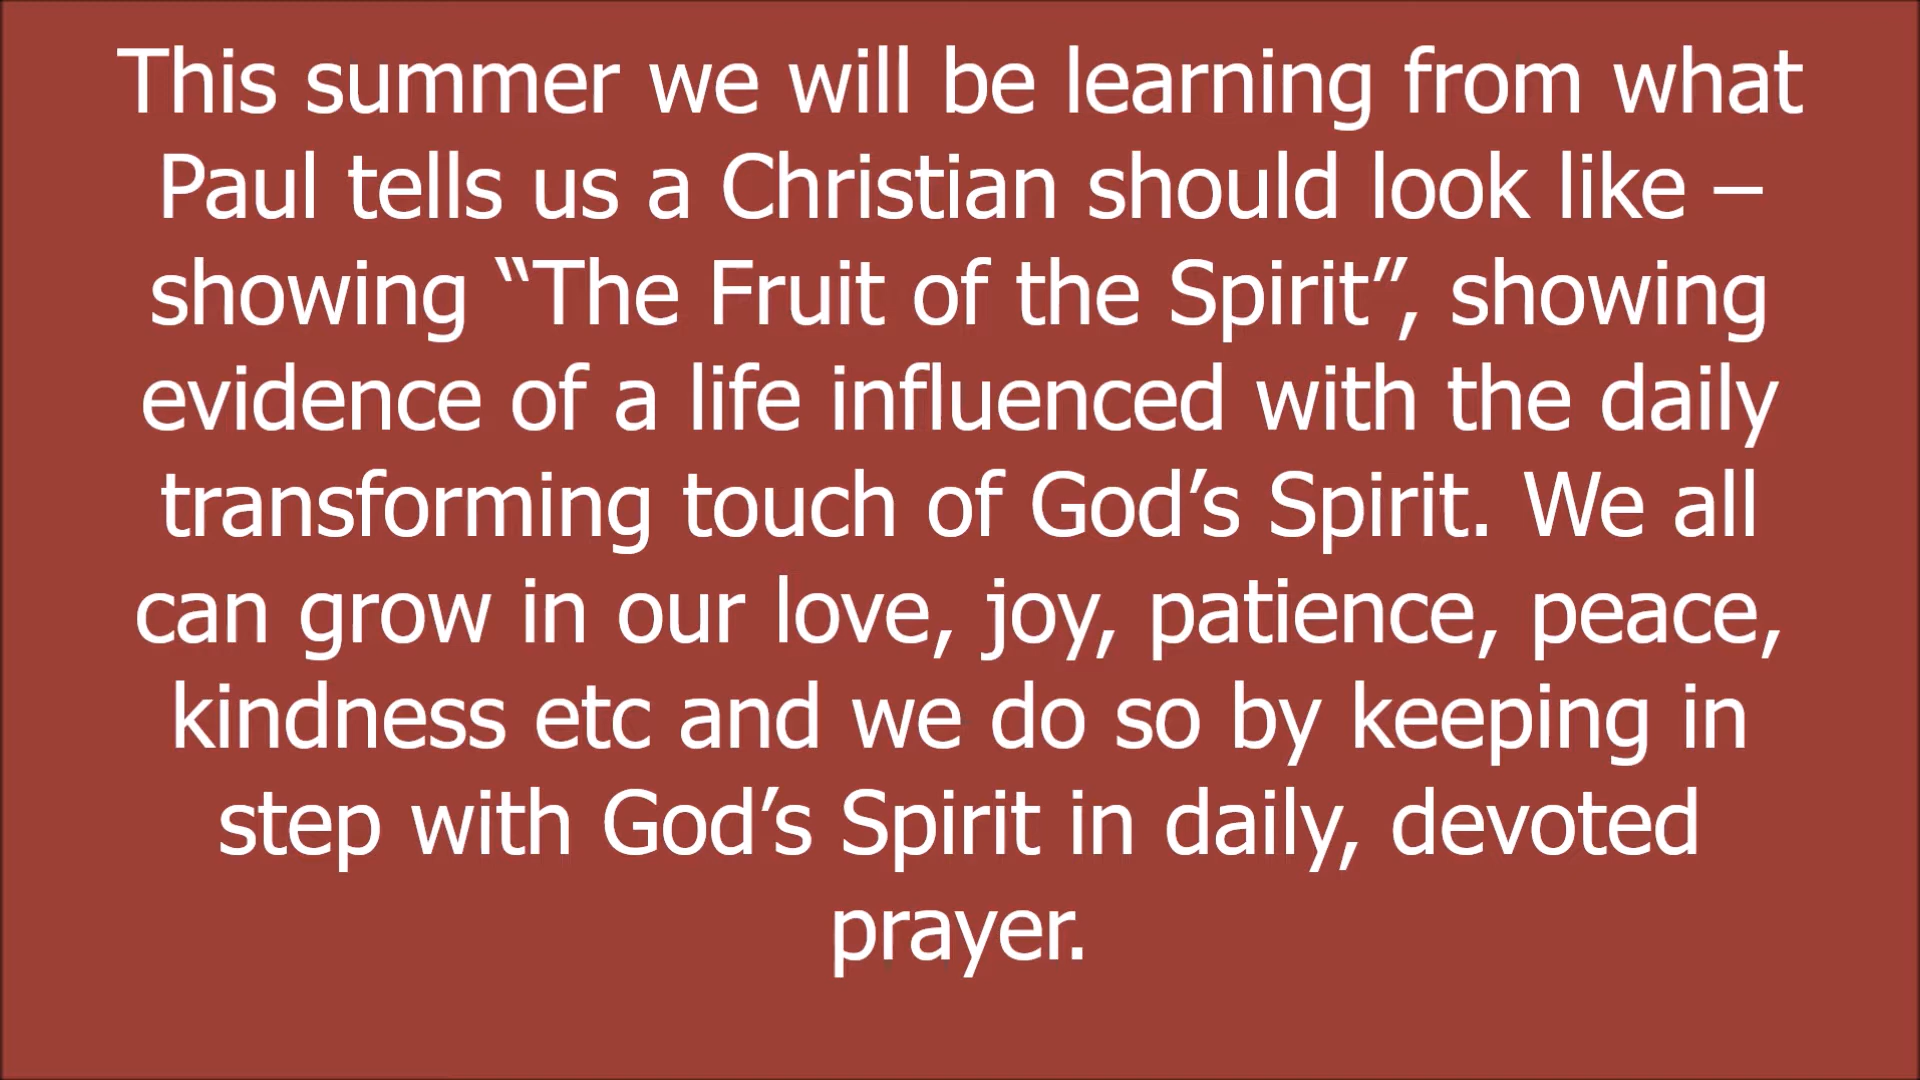 This summer we will be learning from what
Paul tells us a Christian should look like –
showing “The Fruit of the Spirit”, showing
evidence of a life influenced with the daily
transforming touch of God’s Spirit. We all
can grow in our love, joy, patience, peace,
kindness etc and we do so by keeping in
step with God’s Spirit in daily, devoted
prayer.